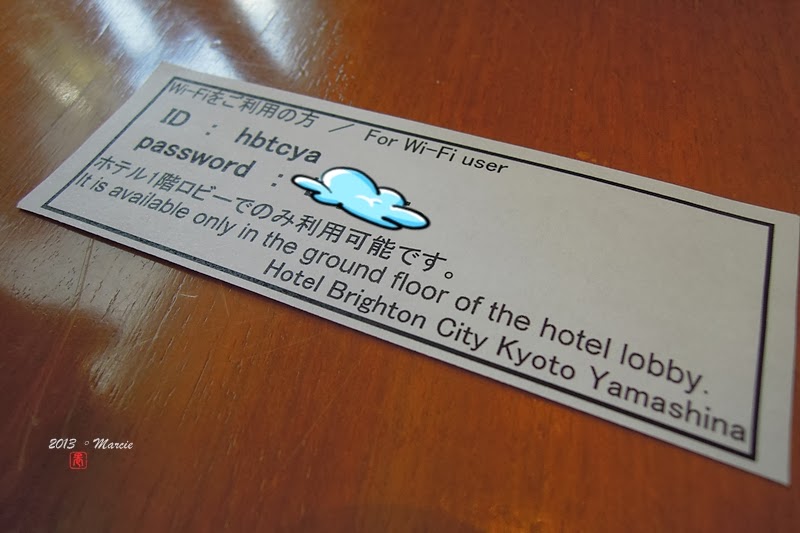 Wi-Fiをご利用の方 ／ For Wi-Fi user
ID : hbtcya
password :
ホテル1階ロビーでのみ利用可能です。
It is available only in the ground floor of the hotel lobby.
Hotel Brighton City Kyoto Yamashina
2013 。Marcie